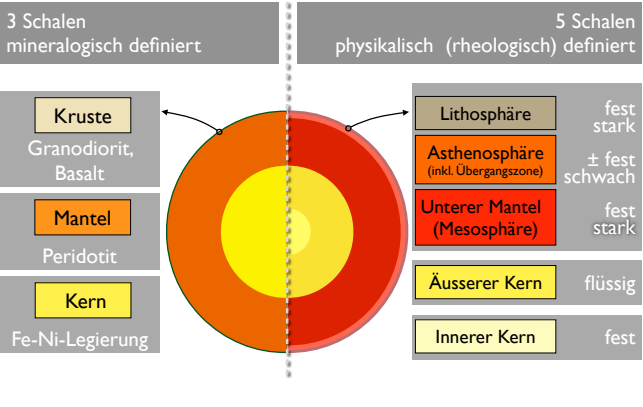 3 Schalen
mineralogisch definiert
5 Schalen
physikalisch (rheologisch) definiert
Kruste
Granodiorit,
Basalt
Mantel
Peridotit
Kern
Fe-Ni-Legierung
Lithosphäre
fest
stark
Asthenosphäre
(inkl. Übergangszone)
± fest
schwach
Unterer Mantel
(Mesosphäre)
fest
stark
Äusserer Kern
flüssig
Innerer Kern
fest